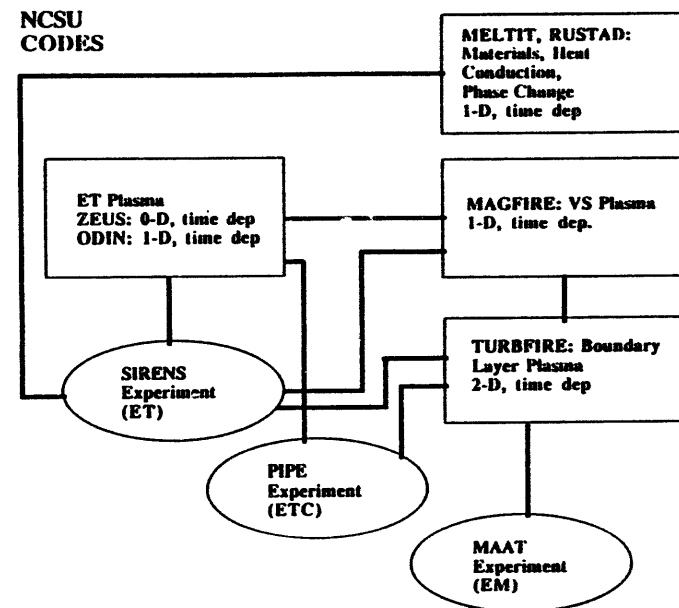 NCSU
CODES
MELTIT, RUSTAD:
Materials, Heat
Conduction,
Phase Change
1-D, time dep
ET Plasma
ZEUS: 0-D, time dep
ODIN: 1-D, time dep
MAGFIRE: VS Plasma
1-D, time dep.
TURBFIRE: Boundary
Layer Plasma
2-D, time dep
SIRENS
Experiment
(ET)
PIPE
Experiment
(ETC)
MAAT
Experiment
(EM)